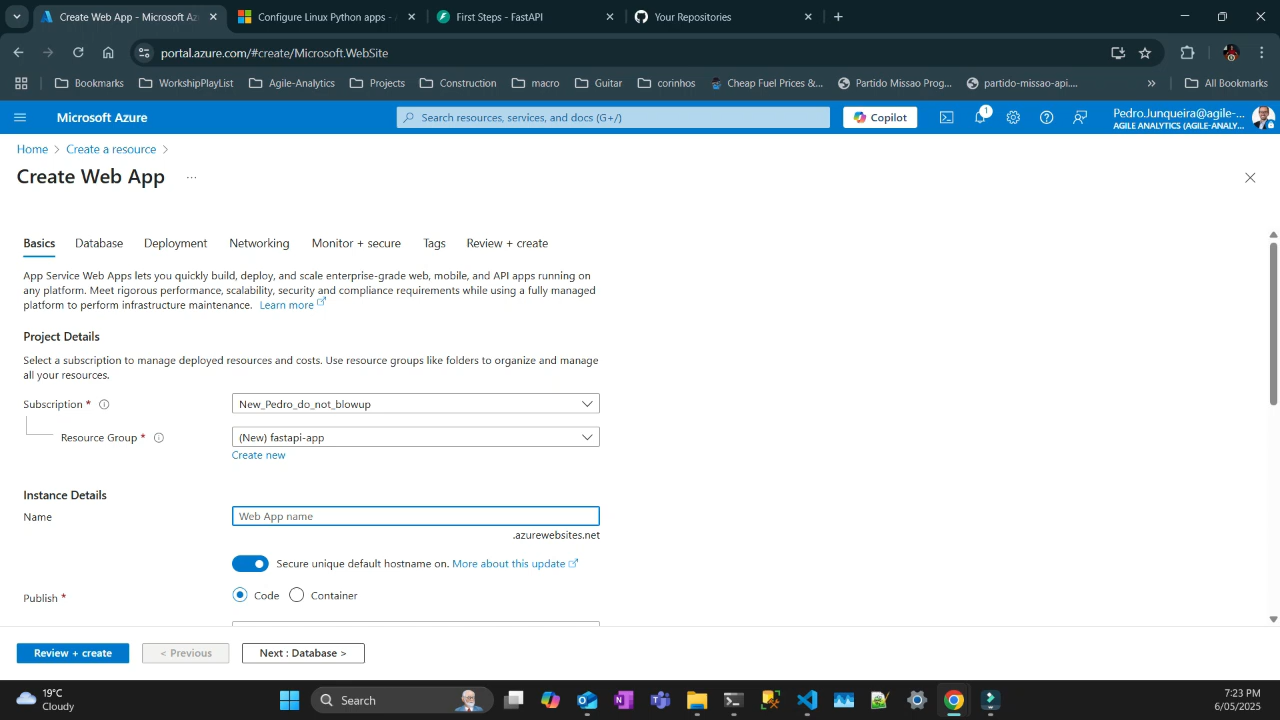 Create Web App - Microsoft Az
Configure Linux Python apps -
First Steps - FastAPI
Your Repositories
portal.azure.com/#create/Microsoft.WebSite
Bookmarks
WorkshipPlayList
Agile-Analytics
Projects
Construction
macro
Guitar
corinhos
Cheap Fuel Prices &...
Partido Missao Prog...
partido-missao-api....
All Bookmarks
Microsoft Azure
Search resources, services, and docs (G+/)
Copilot
1
Pedro.Junqueira@agile-...
AGILE ANALYTICS (AGILE-ANALY...
Home > Create a resource >
Create Web App ...
Basics
Database
Deployment
Networking
Monitor + secure
Tags
Review + create
App Service Web Apps lets you quickly build, deploy, and scale enterprise-grade web, mobile, and API apps running on
any platform. Meet rigorous performance, scalability, security and compliance requirements while using a fully managed
platform to perform infrastructure maintenance. Learn more
Project Details
Select a subscription to manage deployed resources and costs. Use resource groups like folders to organize and manage
all your resources.
Subscription *
New_Pedro_do_not_blowup
Resource Group *
(New) fastapi-app
Create new
Instance Details
Name
Web App name
.azurewebsites.net
Secure unique default hostname on. More about this update
Publish *
Code
Container
Review + create
< Previous
Next : Database >
19°C
Cloudy
Search
7:23 PM
6/05/2025